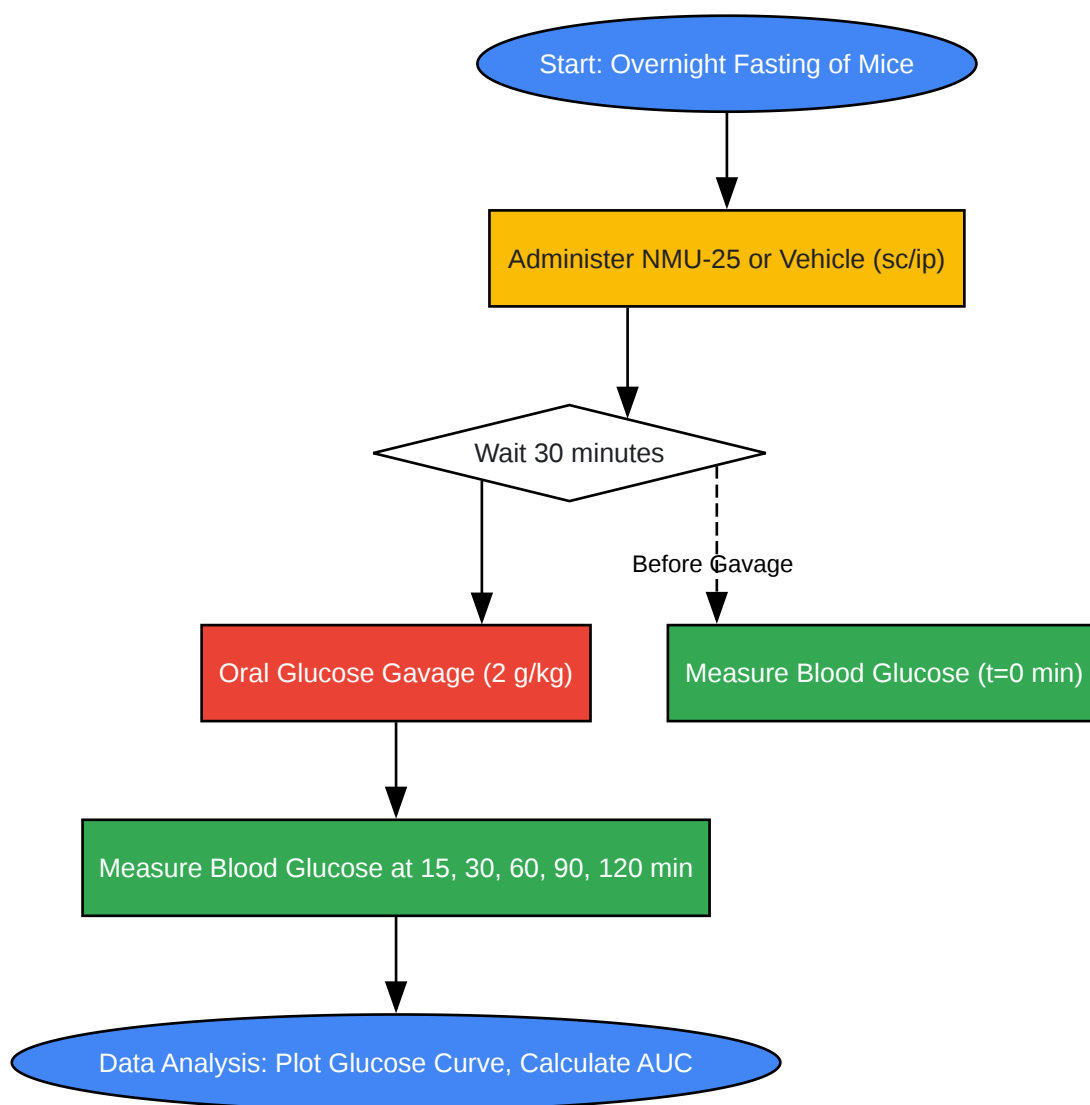 Start: Overnight Fasting of Mice
Administer NMU-25 or Vehicle (sc/ip)
Wait 30 minutes
Before Gavage
Oral Glucose Gavage (2 g/kg)
Measure Blood Glucose (t=0 min)
Measure Blood Glucose at 15, 30, 60, 90, 120 min
Data Analysis: Plot Glucose Curve, Calculate AUC